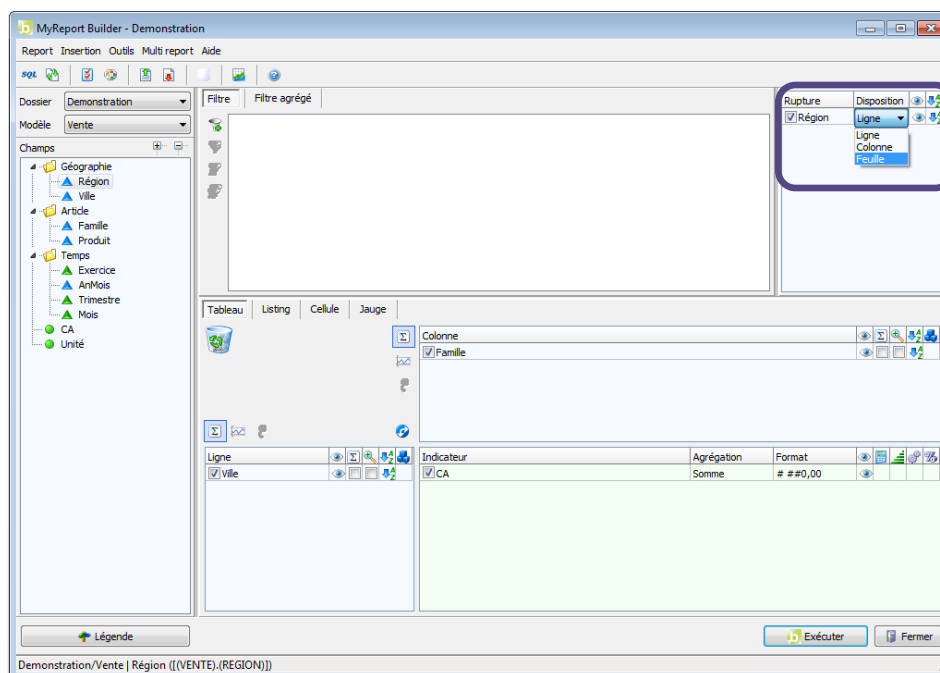 MyReport Builder - Demonstration
Report Insertion Outils Multi report Aide
SQL
Dossier Demonstration
Modèle Vente
Champs
Géographie
Région
Ville
Article
Famille
Produit
Temps
Exercice
AnMois
Trimestre
Mois
CA
Unité
Filtre Filtre agrégé
Rupture Disposition
Région Ligne
Ligne
Colonne
Feuille
Tableau Listing Cellule Jauge
Colonne
Famille
Ligne
Ville
Indicateur Agrégation Format
CA Somme # ##0,00
Légende
Exécuter
Fermer
Demonstration/Vente | Région ([(VENTE).(REGION)])